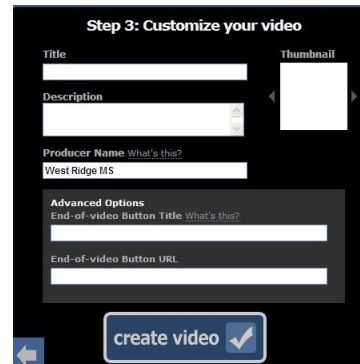 Step 3: Customize your video
Title
Thumbnail
Description
Producer Name What's this?
West Ridge MS
Advanced Options
End-of-video Button Title What's this?
End-of-video Button URL
create video